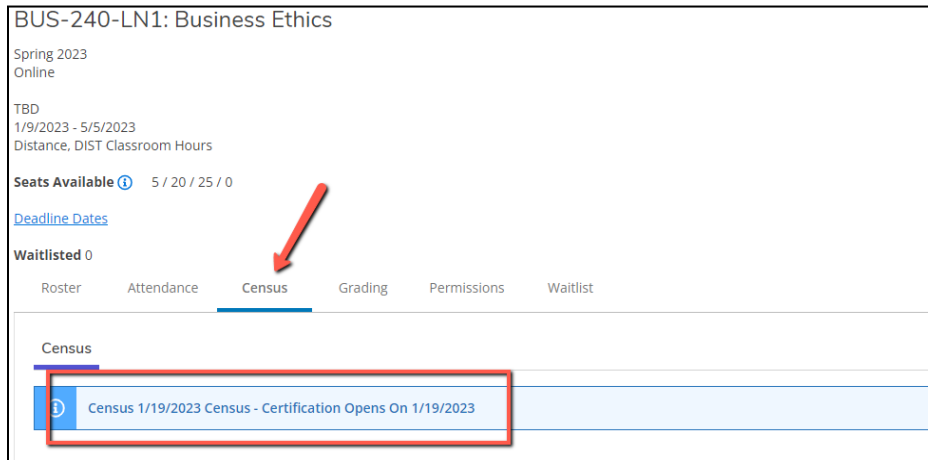 BUS-240-LN1: Business Ethics
Spring 2023
Online
TBD
1/9/2023 - 5/5/2023
Distance, DIST Classroom Hours
Seats Available 5 / 20 / 25 / 0
Deadline Dates
Waitlisted 0
Roster Attendance Census Grading Permissions Waitlist
Census
Census 1/19/2023 Census - Certification Opens On 1/19/2023